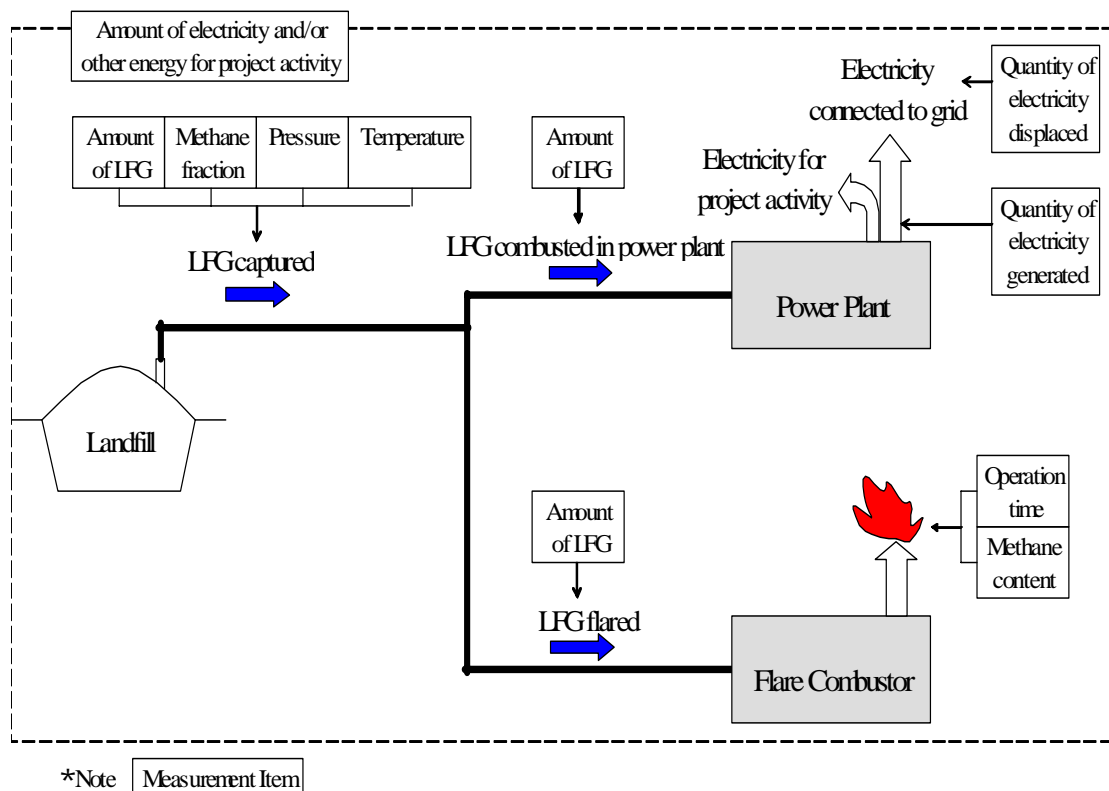 Amount of electricity and/or
other energy for project activity
Electricity
connected to grid
Quantity of
electricity
displaced
Amount
of LFG
Methane
fraction
Pressure
Temperature
Amount
of LFG
Electricity for
project activity
Quantity of
electricity
generated
LFG captured
LFG combusted in power plant
Power Plant
Landfill
Operation
time
Methane
content
Amount
of LFG
LFG flared
Flare Combustor
*Note
Measurement Item